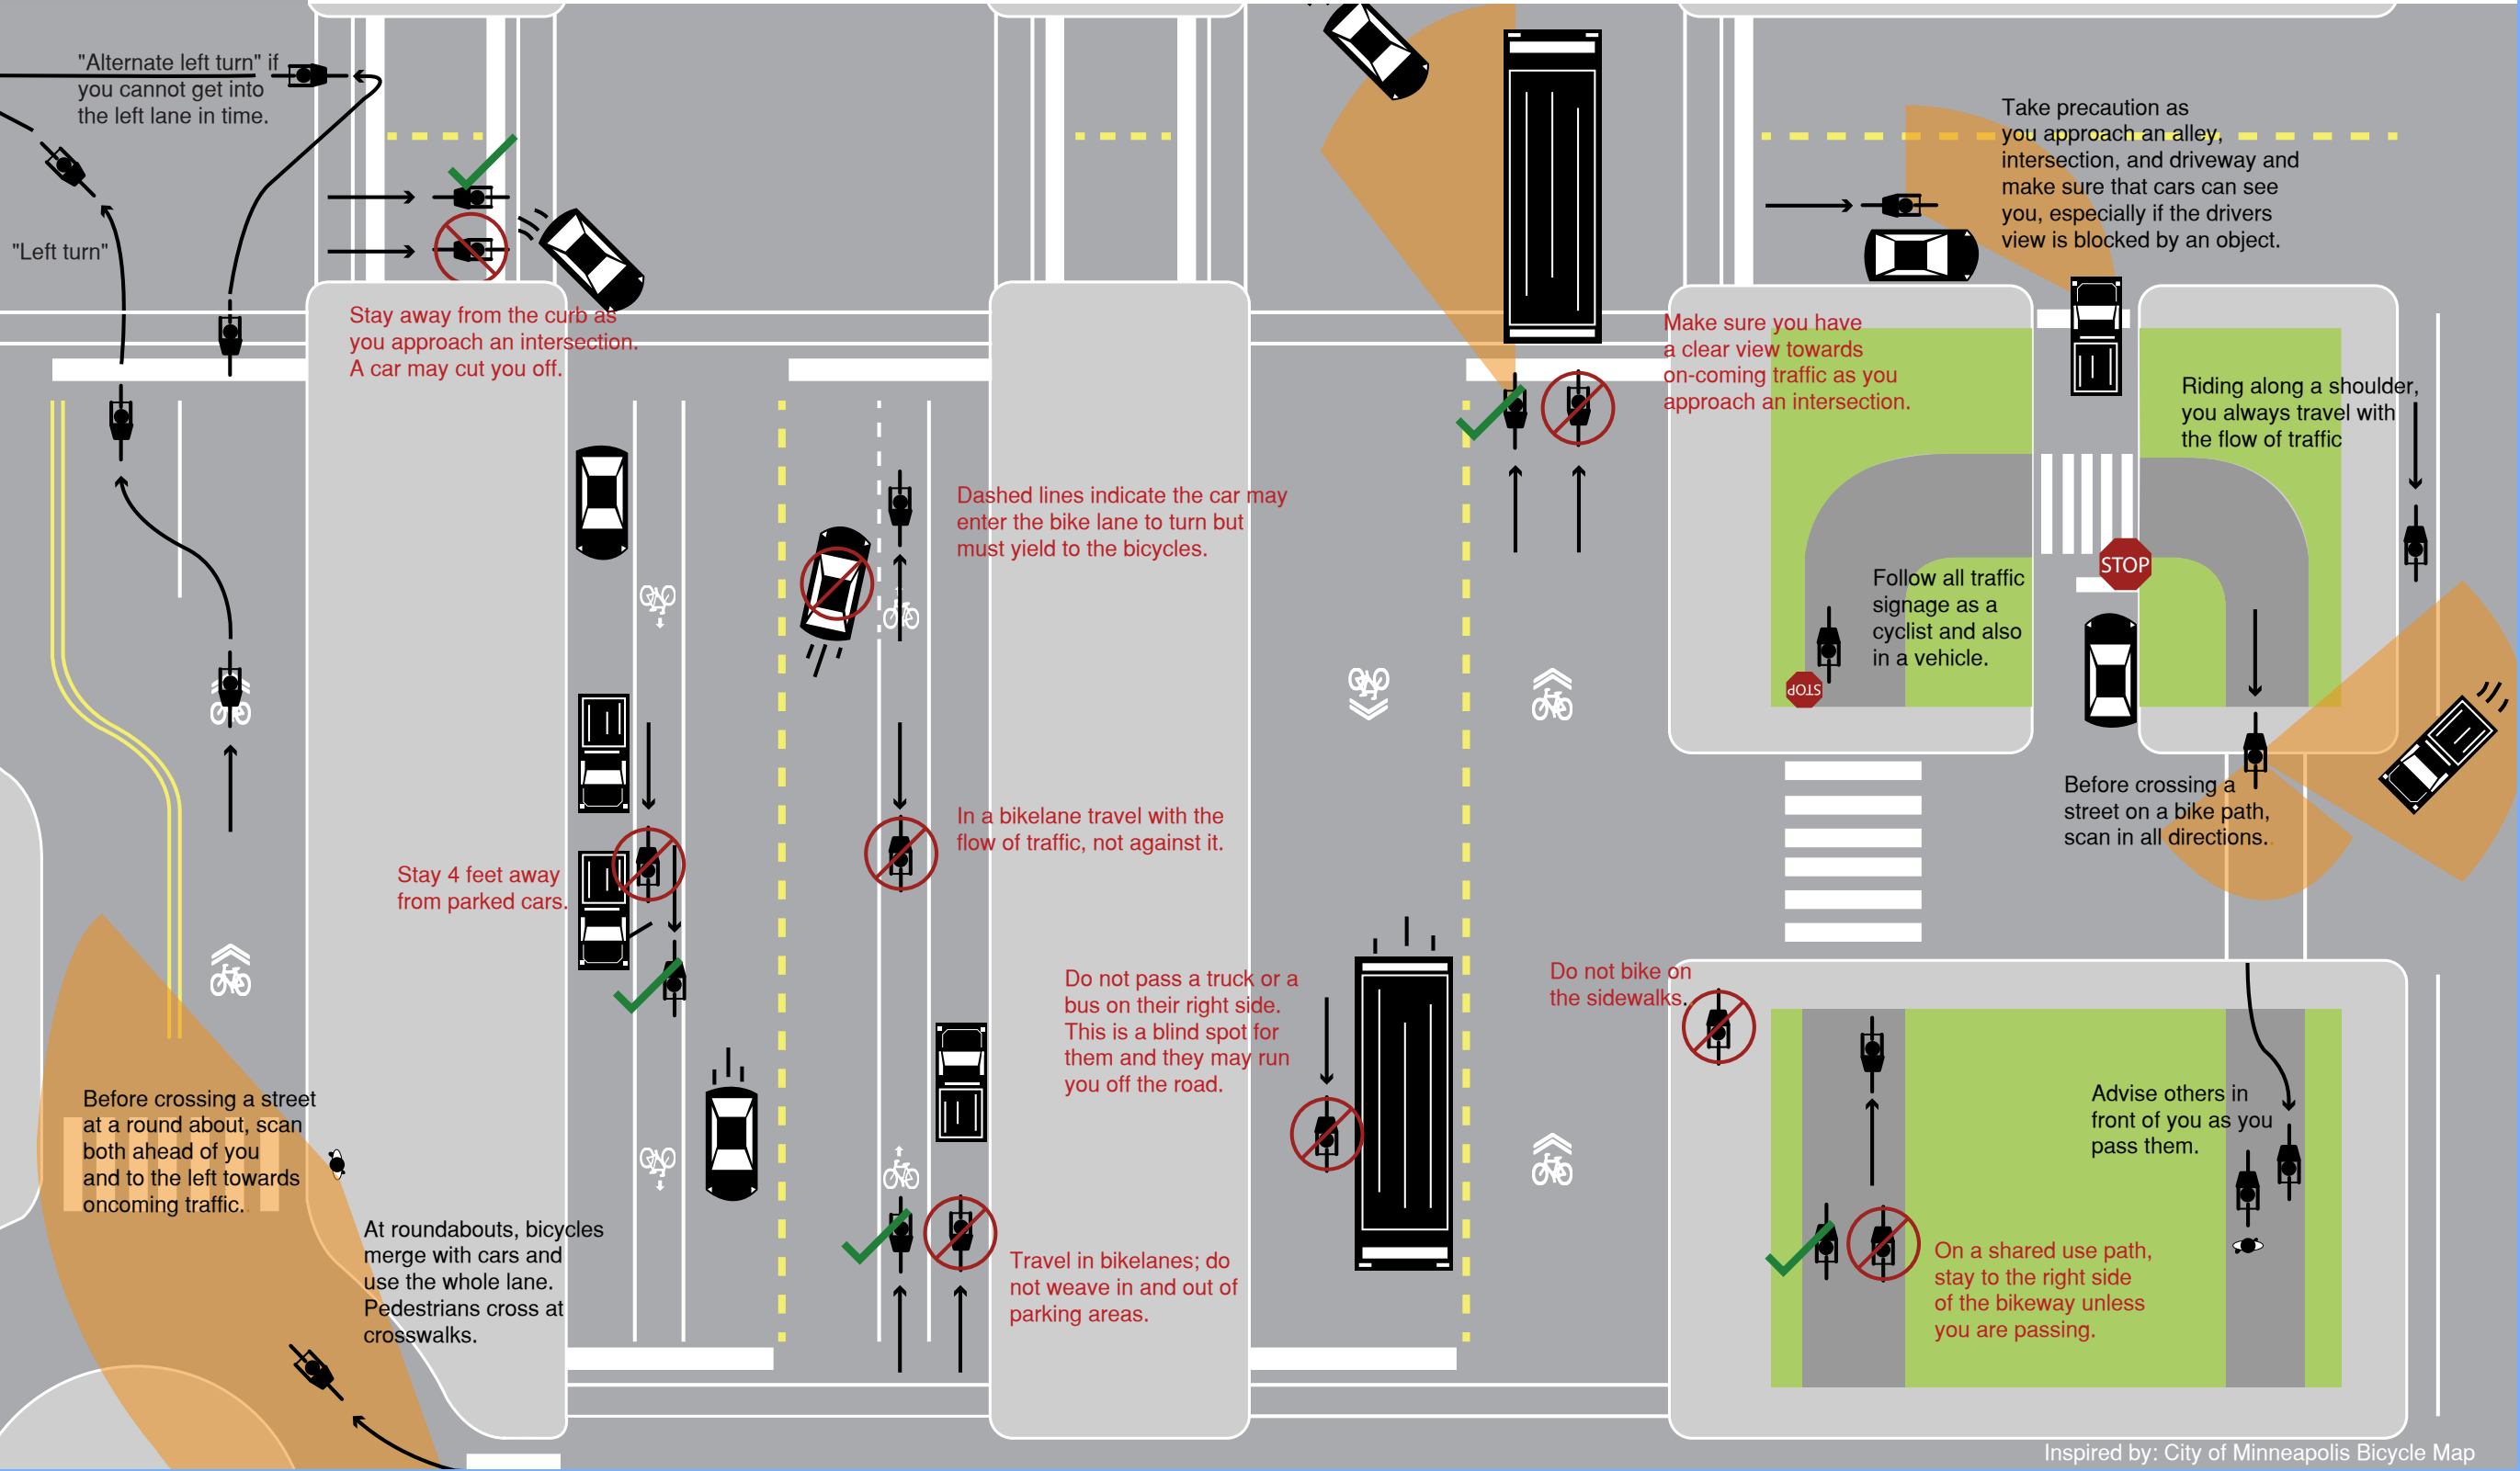 "Alternate left turn" if
you cannot get into
the left lane in time.
"Left turn"
Stay away from the curb as
you approach an intersection.
A car may cut you off.
Dashed lines indicate the car may
enter the bike lane to turn but
must yield to the bicycles.
In a bikelane travel with the
flow of traffic, not against it.
Stay 4 feet away
from parked cars.
Before crossing a street
at a round about, scan
both ahead of you
and to the left towards
oncoming traffic.
At roundabouts, bicycles
merge with cars and
use the whole lane.
Pedestrians cross at
crosswalks.
Do not pass a truck or a
bus on their right side.
This is a blind spot for
them and they may run
you off the road.
Travel in bikelanes; do
not weave in and out of
parking areas.
Take precaution as
you approach an alley,
intersection, and driveway and
make sure that cars can see
you, especially if the drivers
view is blocked by an object.
Make sure you have
a clear view towards
on-coming traffic as you
approach an intersection.
Riding along a shoulder,
you always travel with
the flow of traffic
STOP
Follow all traffic
signage as a
cyclist and also
in a vehicle.
STOP
Before crossing a
street on a bike path,
scan in all directions.
Do not bike on
the sidewalks.
Advise others in
front of you as you
pass them.
On a shared use path,
stay to the right side
of the bikeway unless
you are passing.
Inspired by: City of Minneapolis Bicycle Map